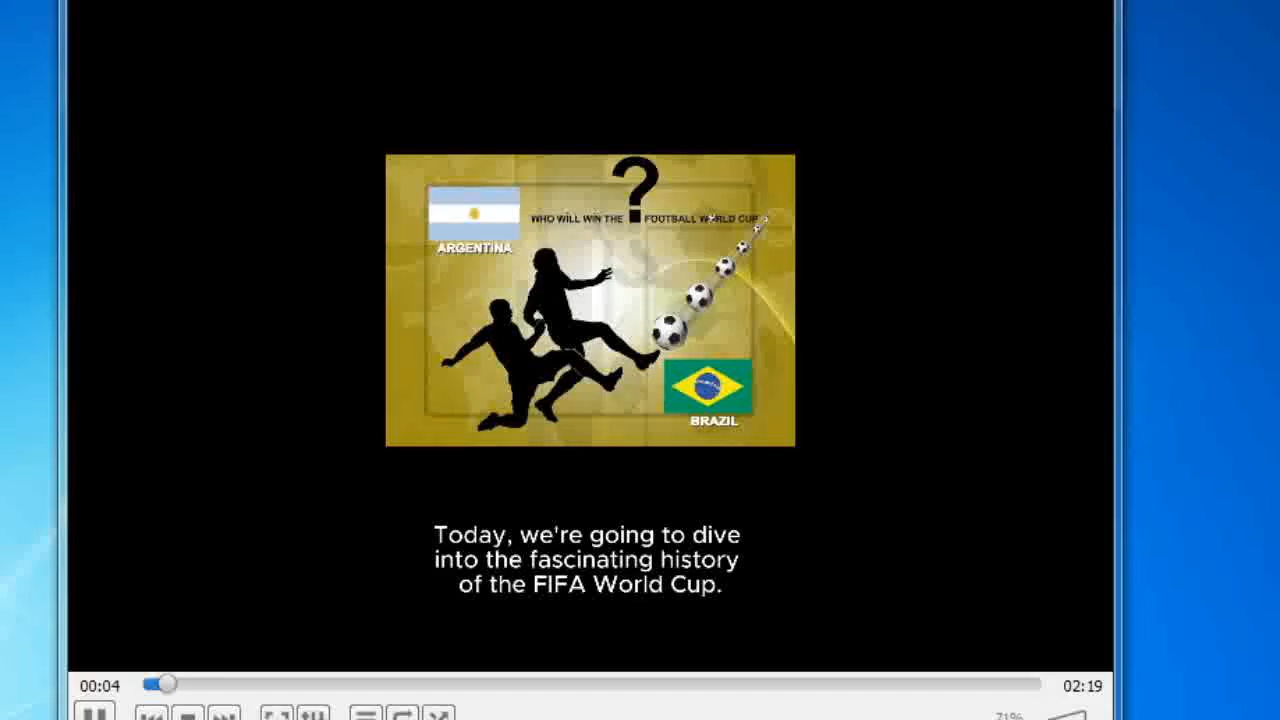 ?
WHO WILL WIN THE FOOTBALL WORLD CUP
ARGENTINA
BRAZIL
Today, we're going to dive
into the fascinating history
of the FIFA World Cup.
00:04
02:19
71%